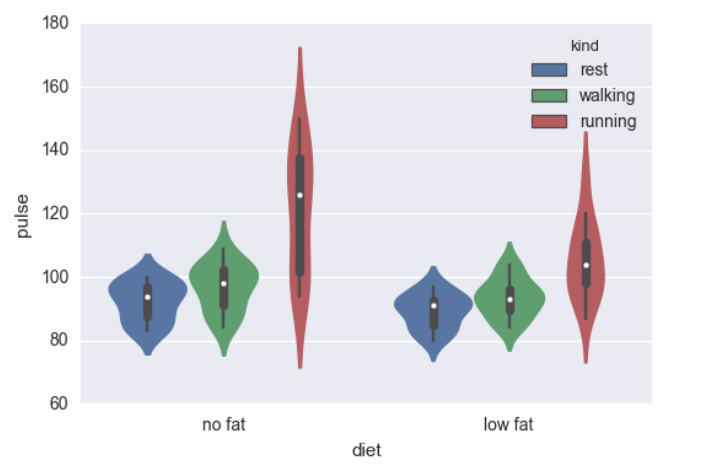 180
160
140
120
100
80
60
pulse
kind
rest
walking
running
no fat
low fat
diet